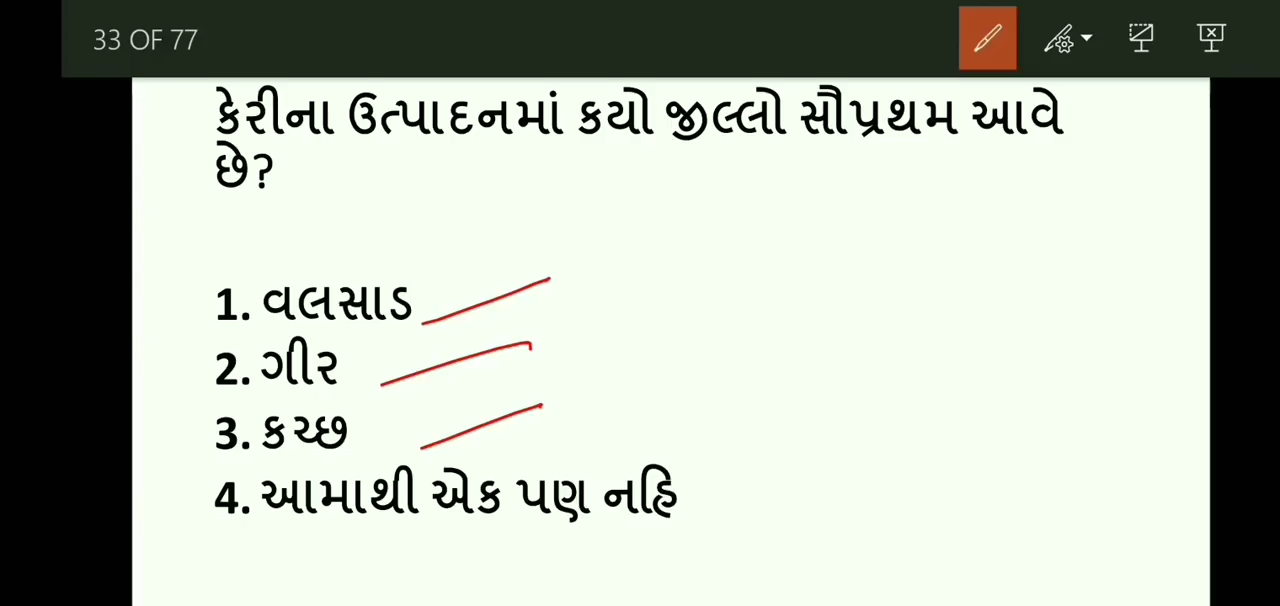 33 OF 77
કેરીના ઉત્પાદનમાં કયો જીલ્લો સૌપ્રથમ આવે
છે?
1. વલસાડ
2. ગીર
3. કચ્છ
4. આમાથી એક પણ નહિ